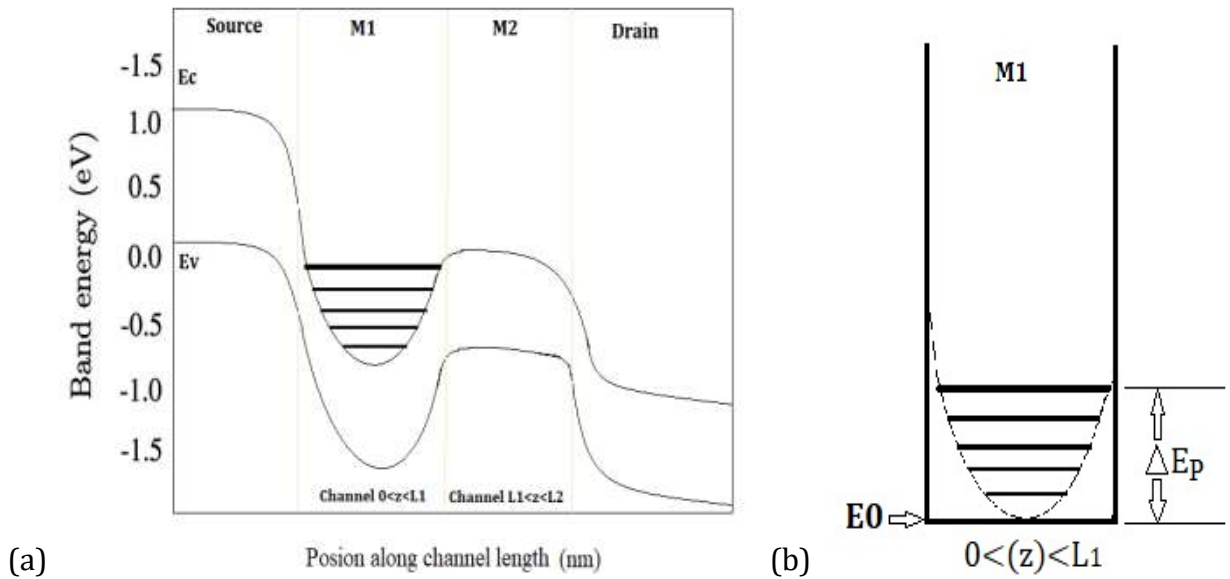 Source M1 M2 Drain
-1.5
Ec
1.0
0.5
0.0
Ev
-0.5
-1.0
-1.5
Band energy (eV)
Channel 0<z<L1 Channel L1<z<L2
Posion along channel length (nm)
(a)
M1
Ep
E0
0<(z)<L1
(b)